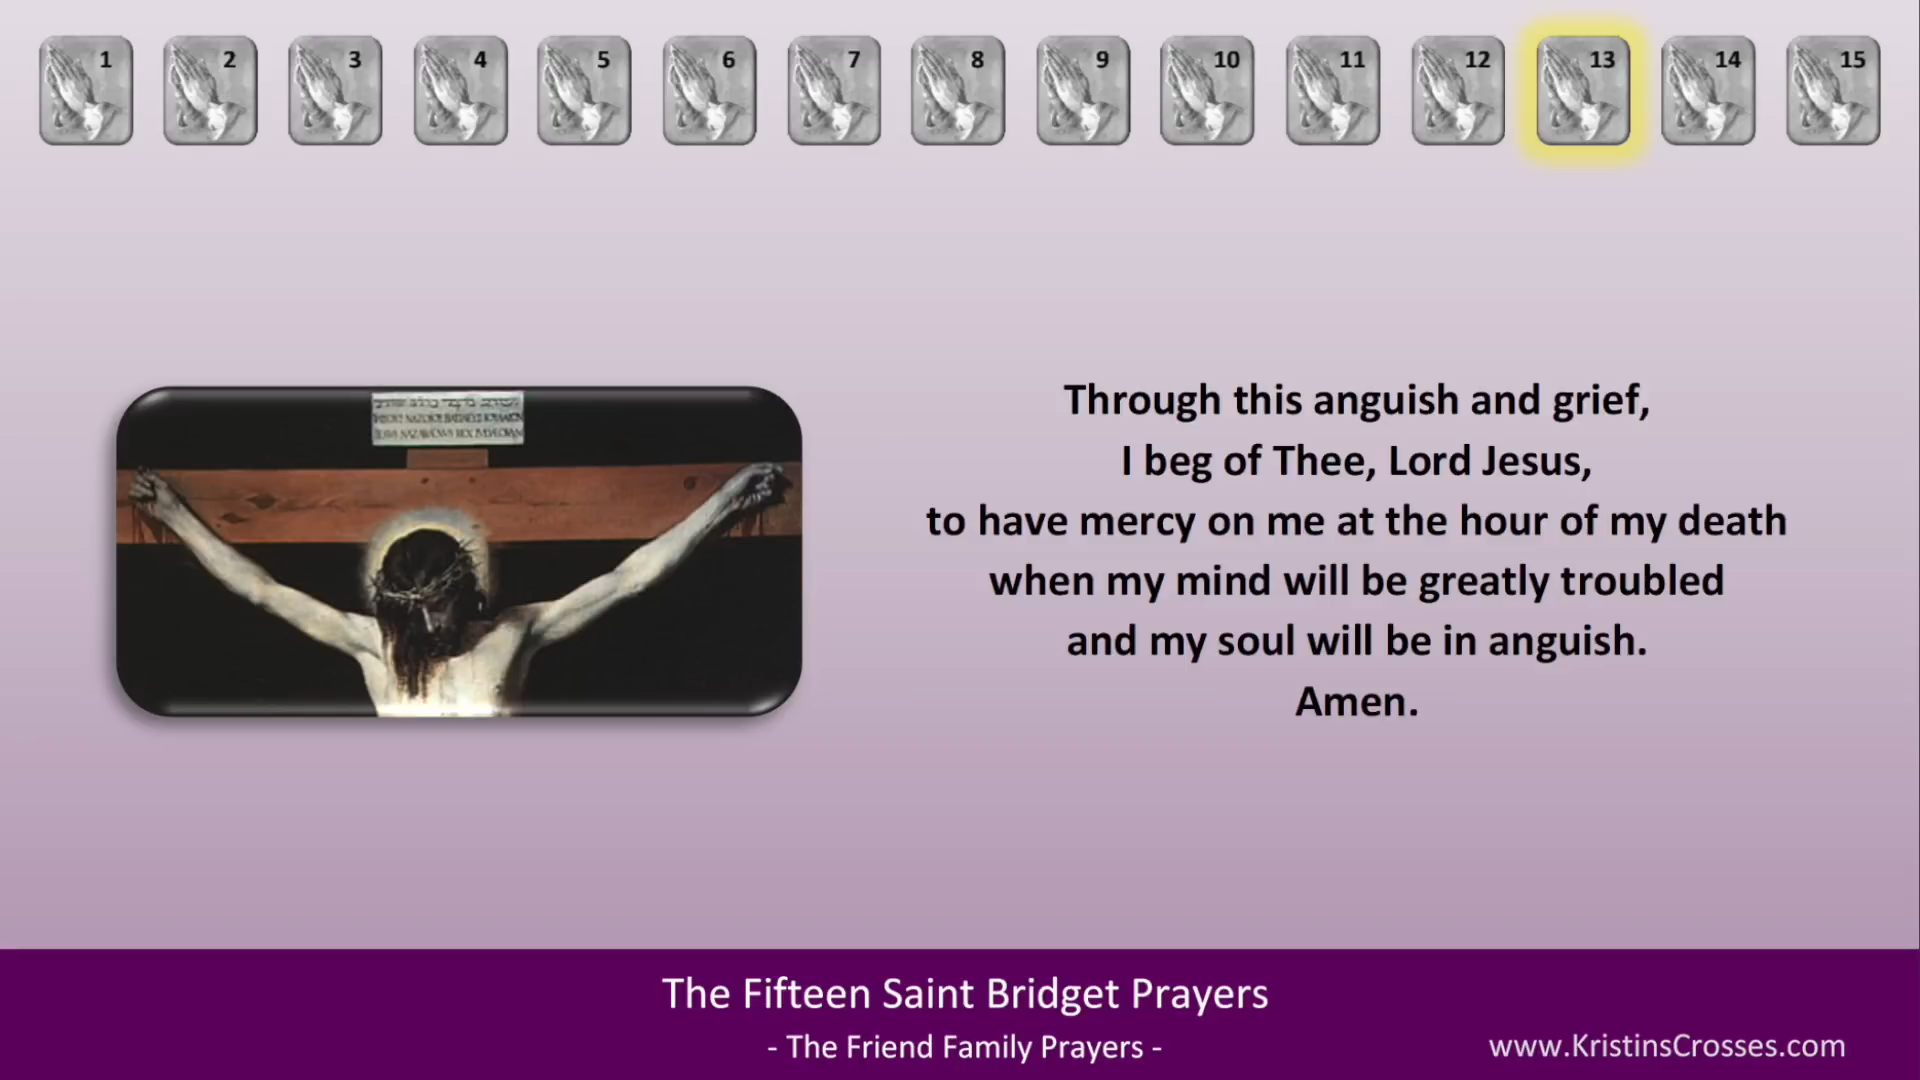 1 2 3 4 5 6 7 8 9 10 11 12 13 14 15
Through this anguish and grief,
I beg of Thee, Lord Jesus,
to have mercy on me at the hour of my death
when my mind will be greatly troubled
and my soul will be in anguish.
Amen.
The Fifteen Saint Bridget Prayers
- The Friend Family Prayers -
www.KristinsCrosses.com